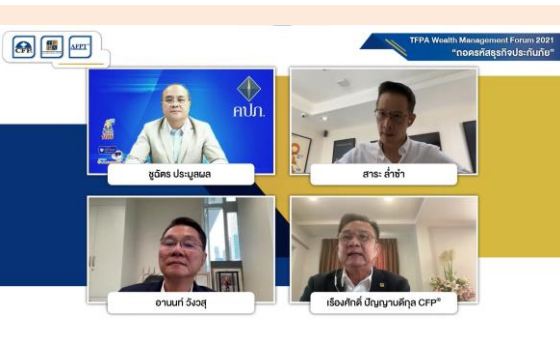 CFP
AFPT
TFPA Wealth Management Forum 2021
“ถอดรหัสธุรกิจประกันภัย”
คปภ.
ชูฉัตร ประมูลผล
สาระ ล่ำซำ
อานนท์ วังวสุ
เรืองศักดิ์ ปัญญาบดีกุล CFP®